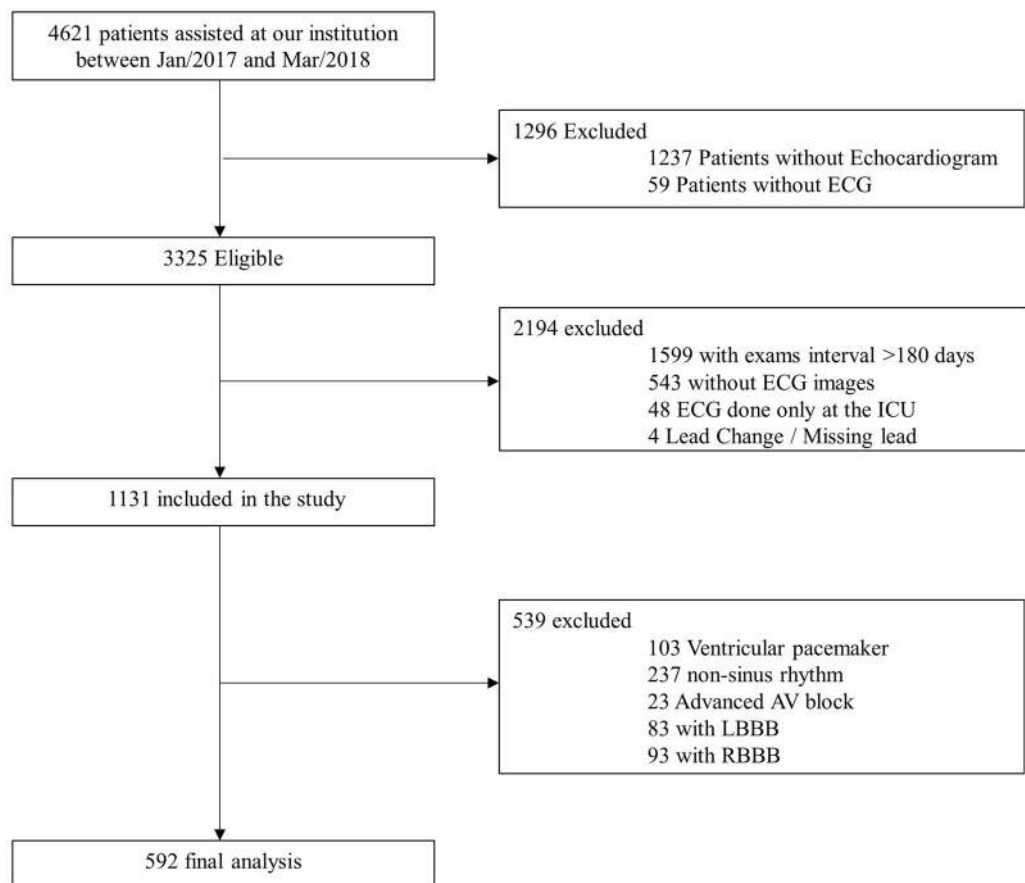 4621 patients assisted at our institution
between Jan/2017 and Mar/2018
1296 Excluded
1237 Patients without Echocardiogram
59 Patients without ECG
3325 Eligible
2194 excluded
1599 with exams interval >180 days
543 without ECG images
48 ECG done only at the ICU
4 Lead Change / Missing lead
1131 included in the study
539 excluded
103 Ventricular pacemaker
237 non-sinus rhythm
23 Advanced AV block
83 with LBBB
93 with RBBB
592 final analysis